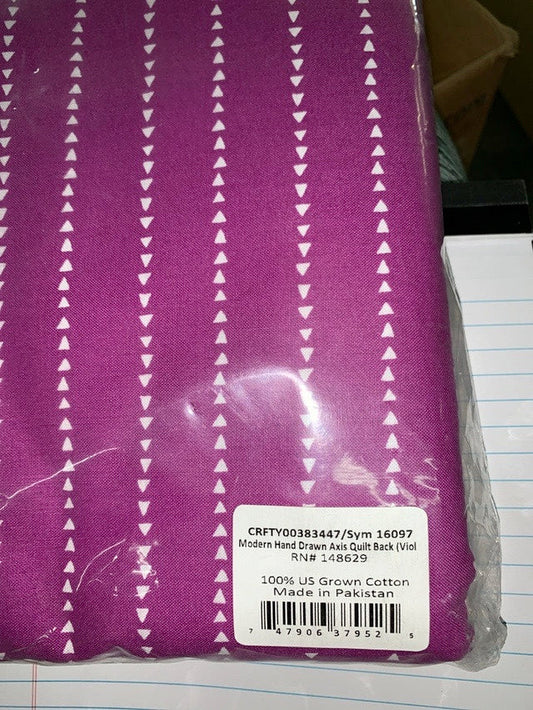 CRFTY00383447/Sym 16097
Modern Hand Drawn Axis Quilt Back (Viol
RN# 148629
100% US Grown Cotton
Made in Pakistan
7 47906 37952 5